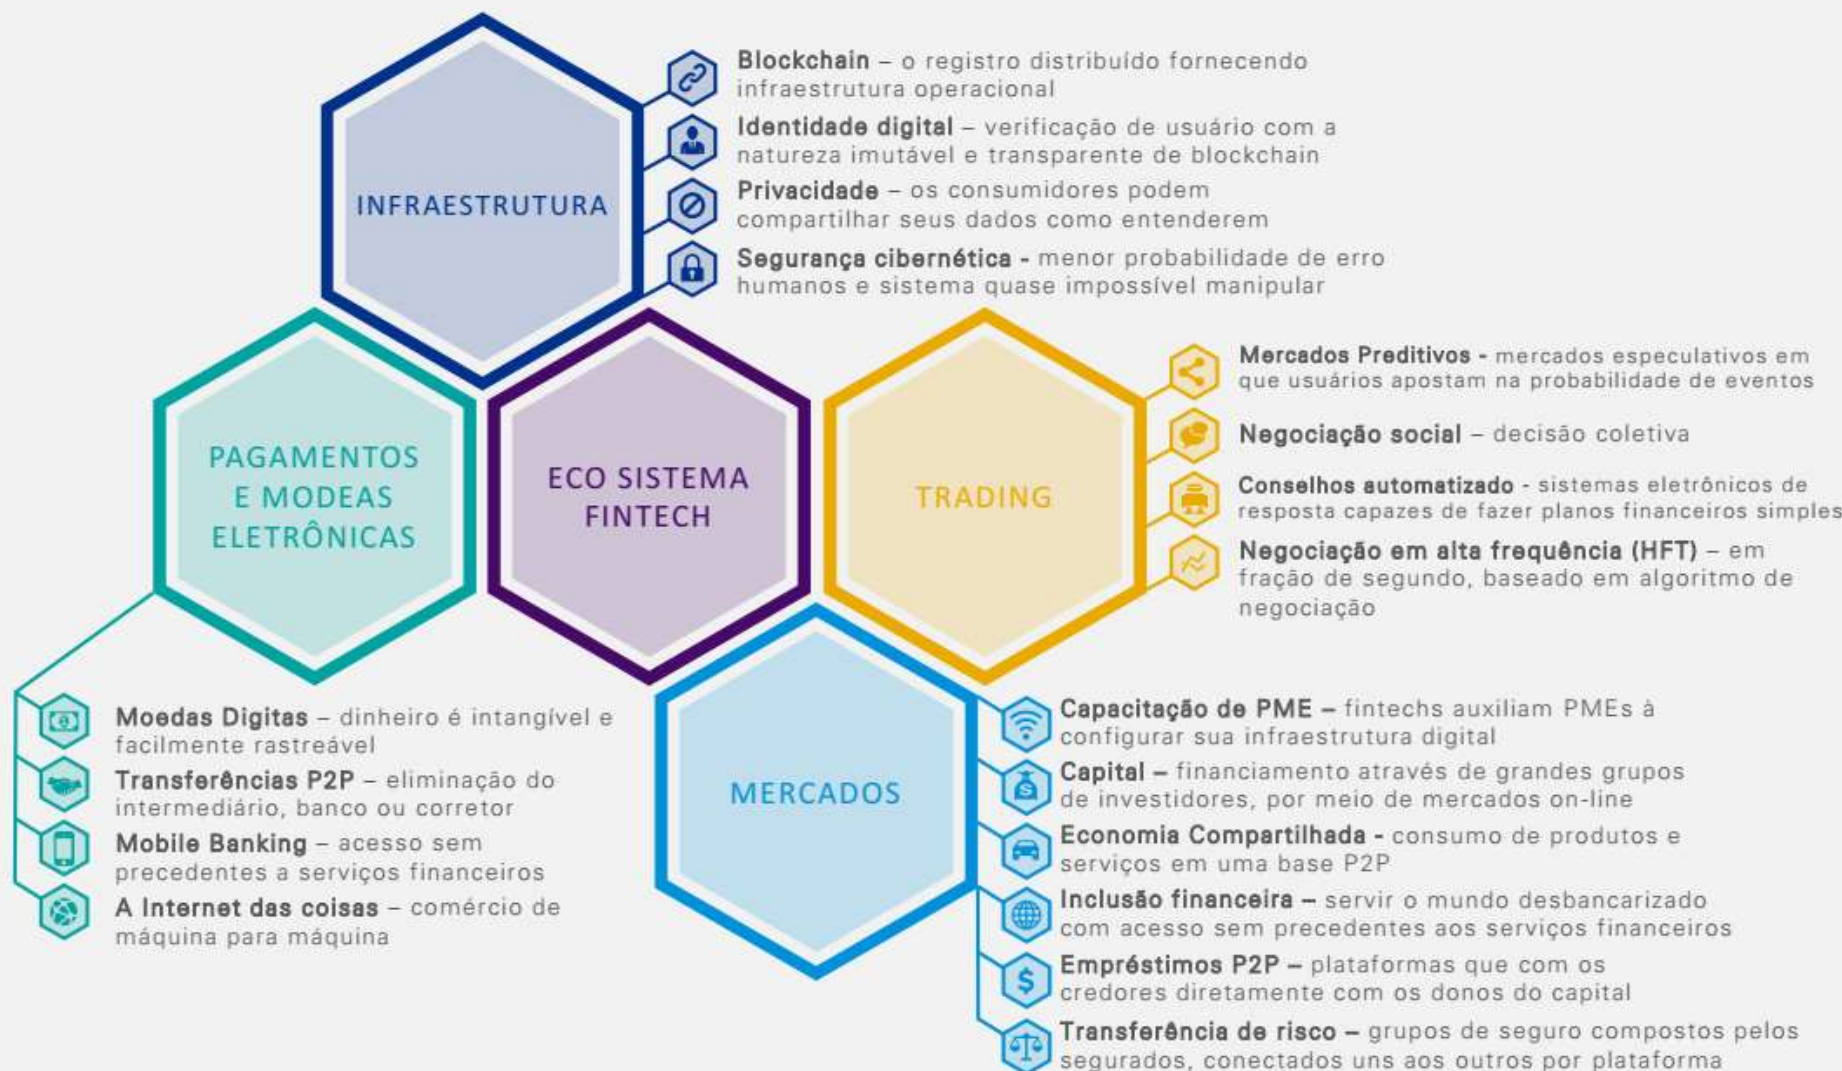 INFRAESTRUTURA
Blockchain – o registro distribuído fornecendo
infraestrutura operacional
Identidade digital – verificação de usuário com a
natureza imutável e transparente de blockchain
Privacidade – os consumidores podem
compartilhar seus dados como entenderem
Segurança cibernética - menor probabilidade de erro
humanos e sistema quase impossível manipular
PAGAMENTOS
E MODEAS
ELETRÔNICAS
ECO SISTEMA
FINTECH
TRADING
Mercados Preditivos - mercados especulativos em
que usuários apostam na probabilidade de eventos
Negociação social – decisão coletiva
Conselhos automatizado - sistemas eletrônicos de
resposta capazes de fazer planos financeiros simples
Negociação em alta frequência (HFT) – em
fração de segundo, baseado em algoritmo de
negociação
Moedas Digitas – dinheiro é intangível e
facilmente rastreável
Transferências P2P – eliminação do
intermediário, banco ou corretor
Mobile Banking – acesso sem
precedentes a serviços financeiros
A Internet das coisas – comércio de
máquina para máquina
MERCADOS
Capacitação de PME – fintechs auxiliam PMEs à
configurar sua infraestrutura digital
Capital – financiamento através de grandes grupos
de investidores, por meio de mercados on-line
Economia Compartilhada - consumo de produtos e
serviços em uma base P2P
Inclusão financeira – servir o mundo desbancarizado
com acesso sem precedentes aos serviços financeiros
Empréstimos P2P – plataformas que com os
credores diretamente com os donos do capital
Transferência de risco – grupos de seguro compostos pelos
segurados, conectados uns aos outros por plataforma